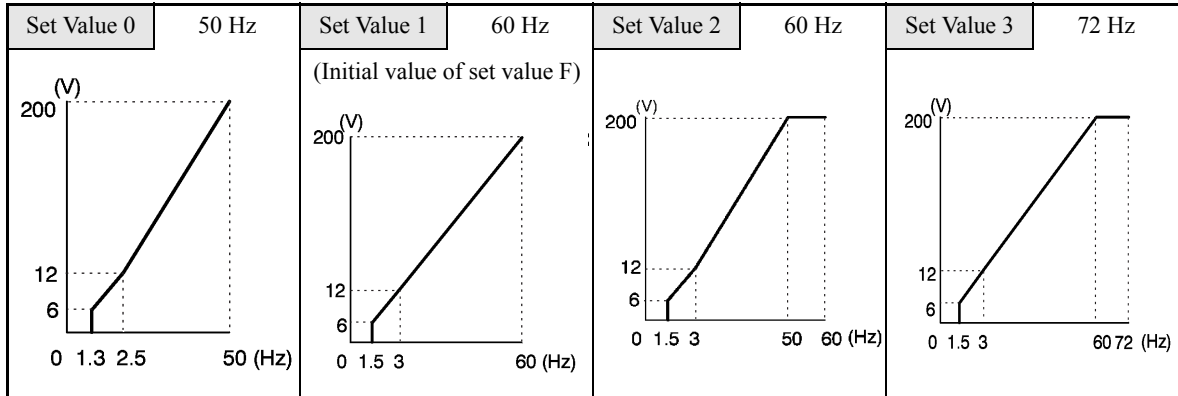 Set Value 0 50 Hz
(V)
200
12
6
0 1.3 2.5 50 (Hz)
Set Value 1 60 Hz
(Initial value of set value F)
(V)
200
12
6
0 1.5 3 60 (Hz)
Set Value 2 60 Hz
(V)
200
12
6
0 1.5 3 50 60 (Hz)
Set Value 3 72 Hz
(V)
200
12
6
0 1.5 3 60 72 (Hz)